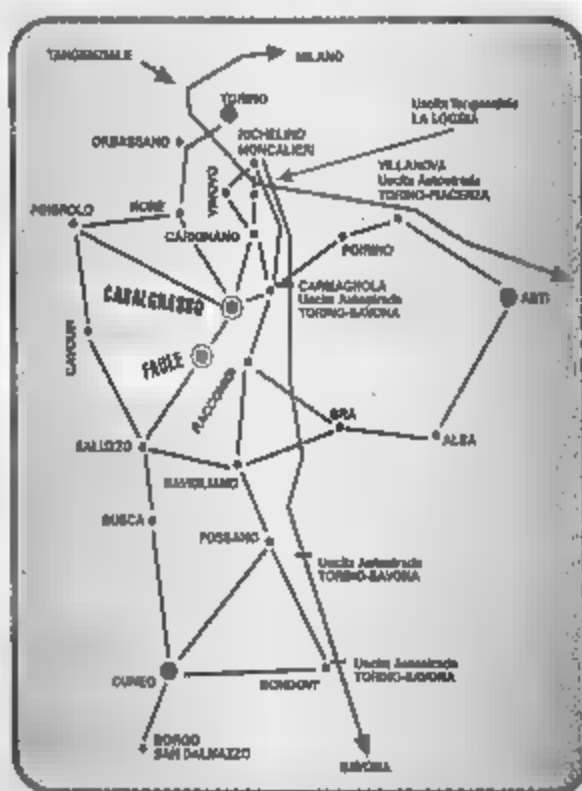 TANGENZIALE
MILANO
TORINO
Uscita Tangenziale
LA LOGGIA
ORBASSANO
NICHELINO
MONCALIERI
VILLANOVA
Uscita Autostrada
TORINO-PIACENZA
VINOVO
NONE
PINEROLO
CARIGNANO
POIRINO
CASALGRASSO
CARMAGNOLA
Uscita Autostrada
TORINO-SAVONA
ASTI
CAVOUR
FAULE
RACCONIGI
BRA
ALBA
SALUZZO
SAVIGLIANO
BUSCA
FOSSANO
Uscita Autostrada
TORINO-SAVONA
CUNEO
MONDOVI'
Uscita Autostrada
TORINO-SAVONA
BORGO
SAN DALMAZZO
SAVONA